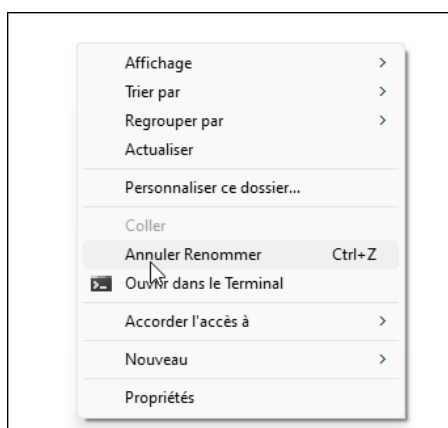 Affichage
Trier par
Regrouper par
Actualiser
Personnaliser ce dossier...
Coller
Annuler Renommer Ctrl+Z
Ouvrir dans le Terminal
Accorder l'accès à
Nouveau
Propriétés